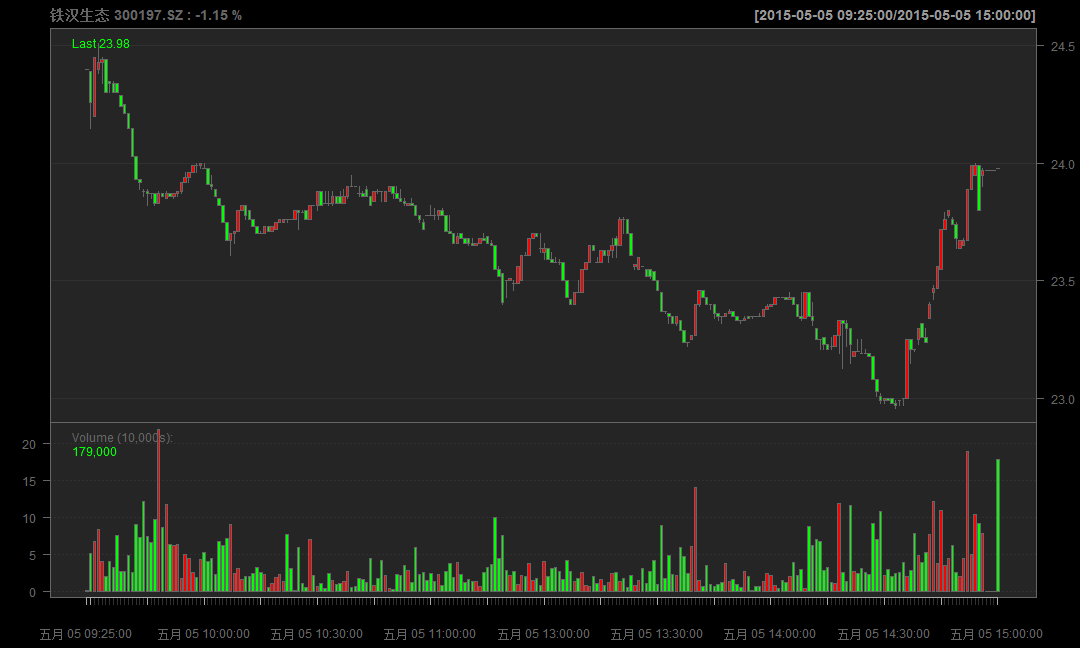 铁汉生态 300197.SZ : -1.15 %
[2015-05-05 09:25:00/2015-05-05 15:00:00]
Last 23.98
24.5
24.0
23.5
23.0
Volume (10,000s):
179,000
20
15
10
5
0
五月 05 09:25:00
五月 05 10:00:00
五月 05 10:30:00
五月 05 11:00:00
五月 05 13:00:00
五月 05 13:30:00
五月 05 14:00:00
五月 05 14:30:00
五月 05 15:00:00